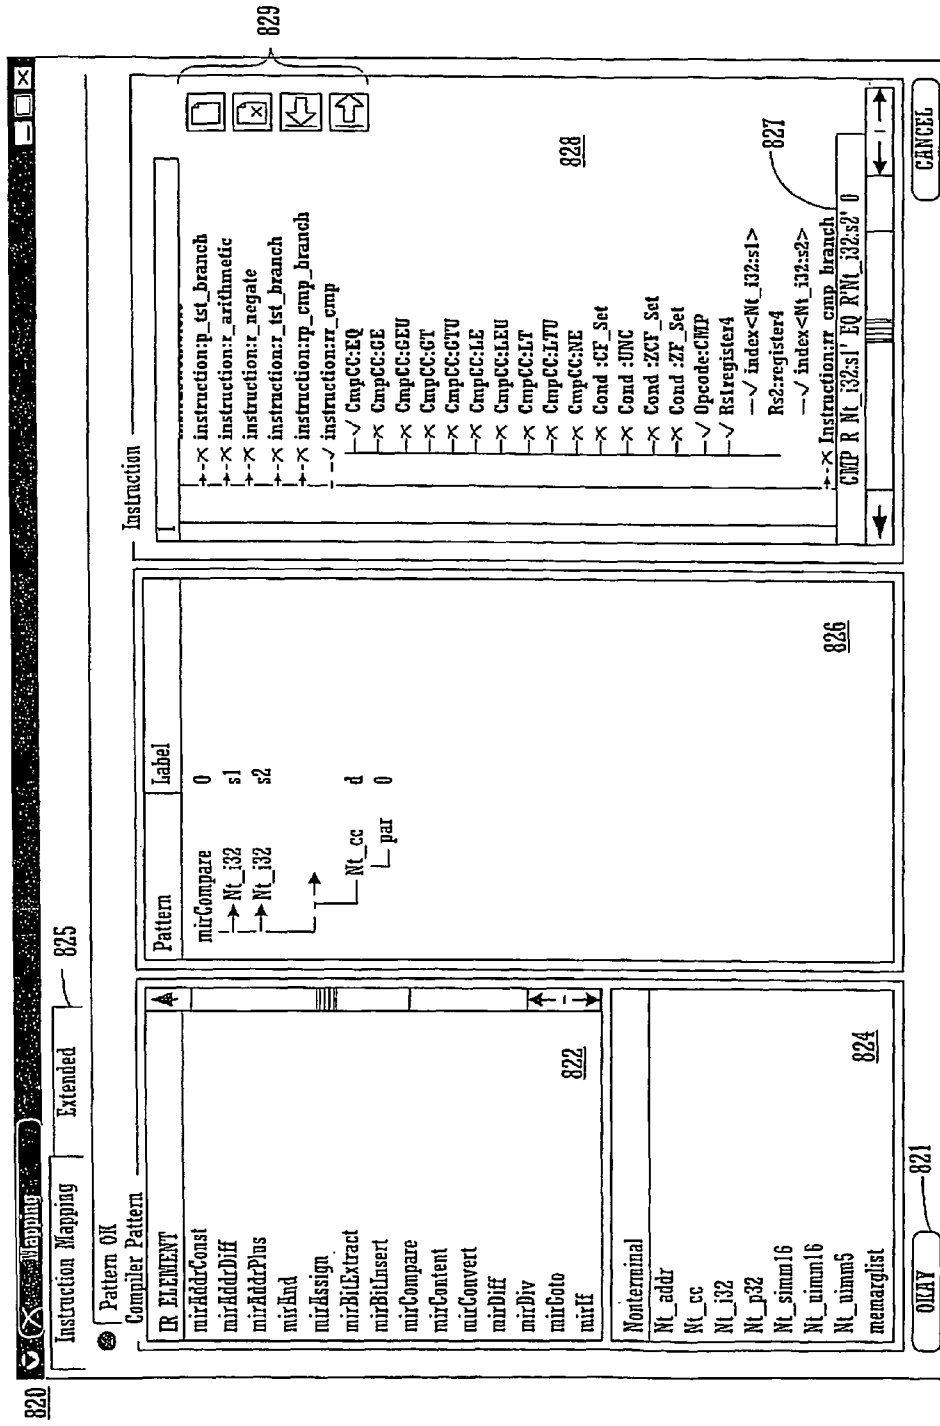 820
Mapping
Instruction Mapping
Extended
825
Pattern OK
Compiler Pattern
IR ELEMENT
mirAddrConst
mirAddrDiff
mirAddrPlus
mirAnd
mirAssign
mirBitExtract
mirBitInsert
mirCompare
mirContent
mirConvert
mirDiff
mirDiv
mirGoto
mirIf
822
Nonterminal
Nt_addr
Nt_cc
Nt_i32
Nt_p32
Nt_simm16
Nt_uimm16
Nt_uimm5
memarglist
824
Pattern Label
mirCompare 0
Nt_i32 s1
Nt_i32 s2
Nt_cc d
par 0
826
Instruction
instruction:p_tst_branch
instruction:r_arithmetic
instruction:r_negate
instruction:r_tst_branch
instruction:rp_cmp_branch
instruction:rr_cmp
CmpCC:EQ
CmpCC:GE
CmpCC:GEU
CmpCC:GT
CmpCC:GTU
CmpCC:LE
CmpCC:LEU
CmpCC:LT
CmpCC:LTU
CmpCC:NE
Cond :CF_Set
Cond :UNC
Cond :ZCF_Set
Cond :ZF_Set
Opcode:CMP
Rs1register4
index<Nt_i32:s1>
Rs2:register4
index<Nt_i32:s2>
Instruction:rr_cmp_branch
CMP R Nt_i32:s1' EQ R'Nt_i32:s2' 0
827
828
829
OKAY
821
CANCEL